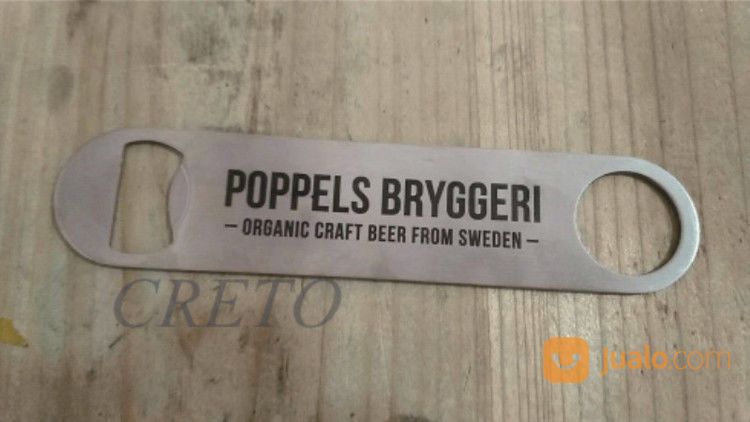 POPPELS BRYGGERI
– ORGANIC CRAFT BEER FROM SWEDEN –
CRETO
jualo.com